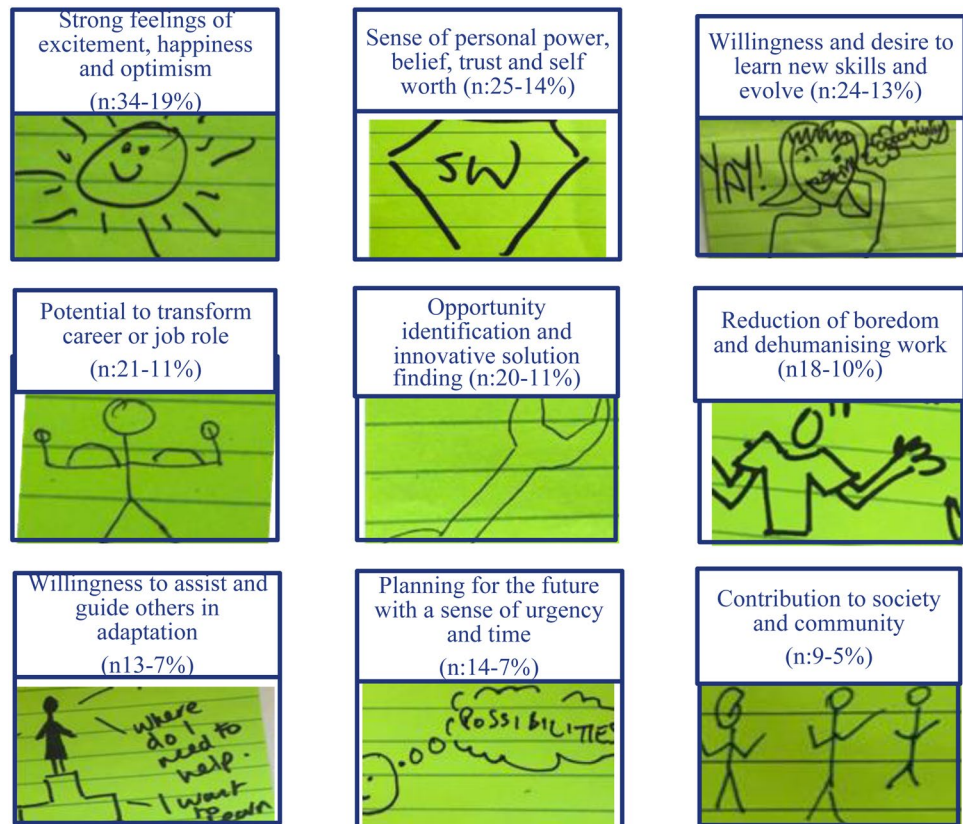 Strong feelings of
excitement, happiness
and optimism
(n:34-19%)
Sense of personal power,
belief, trust and self
worth (n:25-14%)
SW
Willingness and desire to
learn new skills and
evolve (n:24-13%)
YAY!
opportunity
Potential to transform
career or job role
(n:21-11%)
Opportunity
identification and
innovative solution
finding (n:20-11%)
Reduction of boredom
and dehumanising work
(n18-10%)
Willingness to assist and
guide others in
adaptation
(n13-7%)
where
do I
need to
help.
I want
to
Planning for the future
with a sense of urgency
and time
(n:14-7%)
POSSIBILITIE
Contribution to society
and community
(n:9-5%)